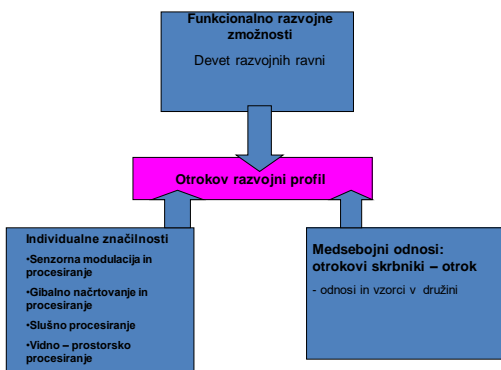 Funkcionalno razvojne
zmožnosti
Devet razvojnih ravni
Otrokov razvojni profil
Individualne značilnosti
•Senzorna modulacija in
procesiranje
•Gibalno načrtovanje in
procesiranje
•Slušno procesiranje
•Vidno – prostorsko
procesiranje
Medsebojni odnosi:
otrokovi skrbniki – otrok
- odnosi in vzorci v družini